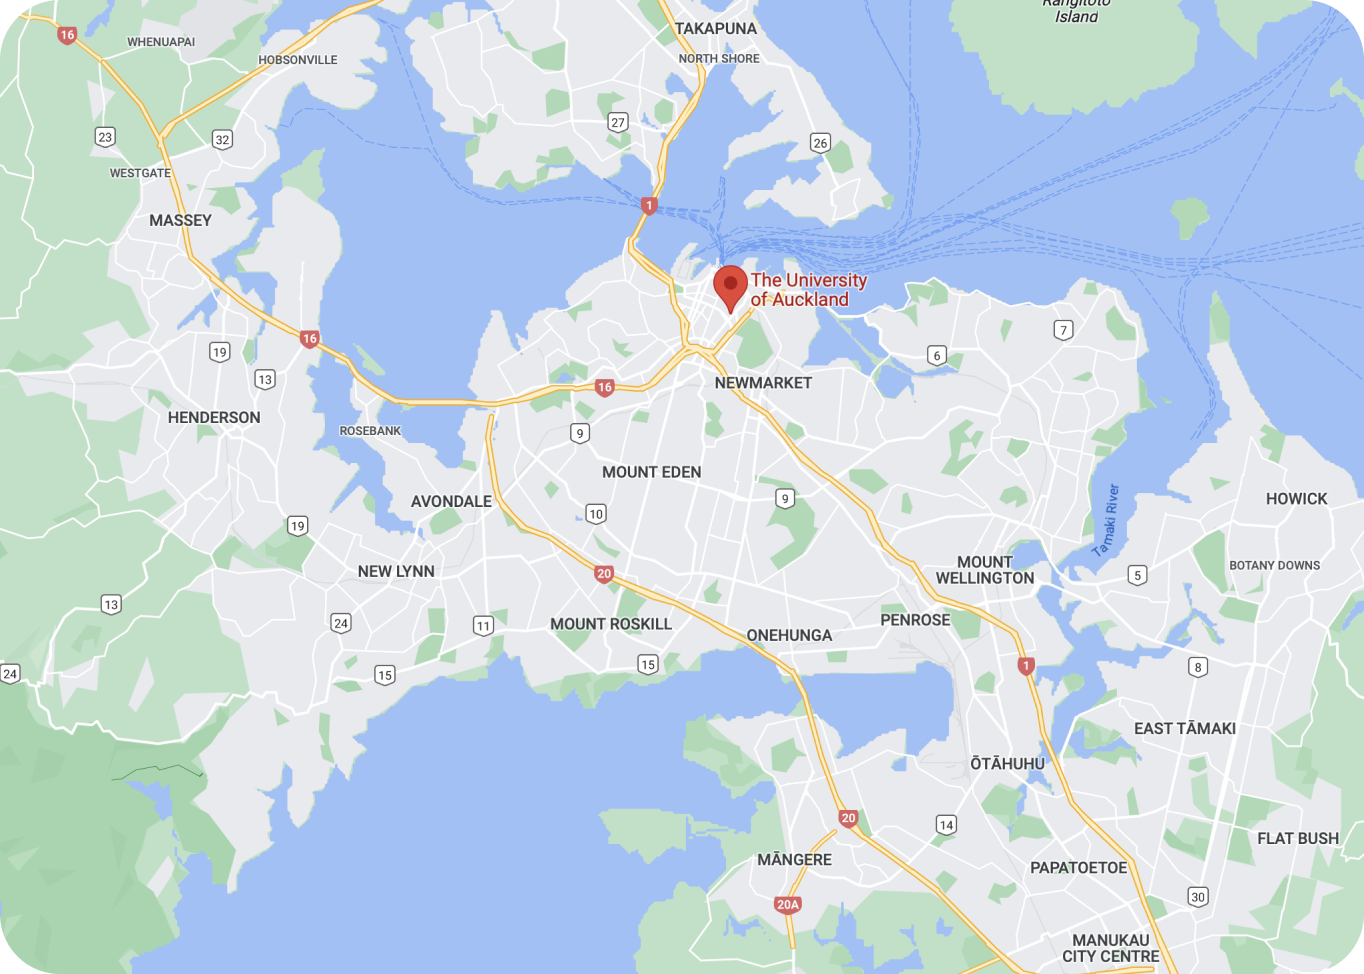 Rangitoto
Island
TAKAPUNA
16
WHENUAPAI
HOBSONVILLE
NORTH SHORE
27
23
32
26
WESTGATE
1
MASSEY
The University
of Auckland
7
16
19
6
13
16
NEWMARKET
HENDERSON
ROSEBANK
9
MOUNT EDEN
AVONDALE
9
HOWICK
10
Tamaki River
19
MOUNT
WELLINGTON
BOTANY DOWNS
NEW LYNN
20
5
13
24
11
MOUNT ROSKILL
ONEHUNGA
PENROSE
15
1
8
24
15
EAST TĀMAKI
ŌTĀHUHU
20
14
FLAT BUSH
MĀNGERE
PAPATOETOE
20A
30
MANUKAU
CITY CENTRE